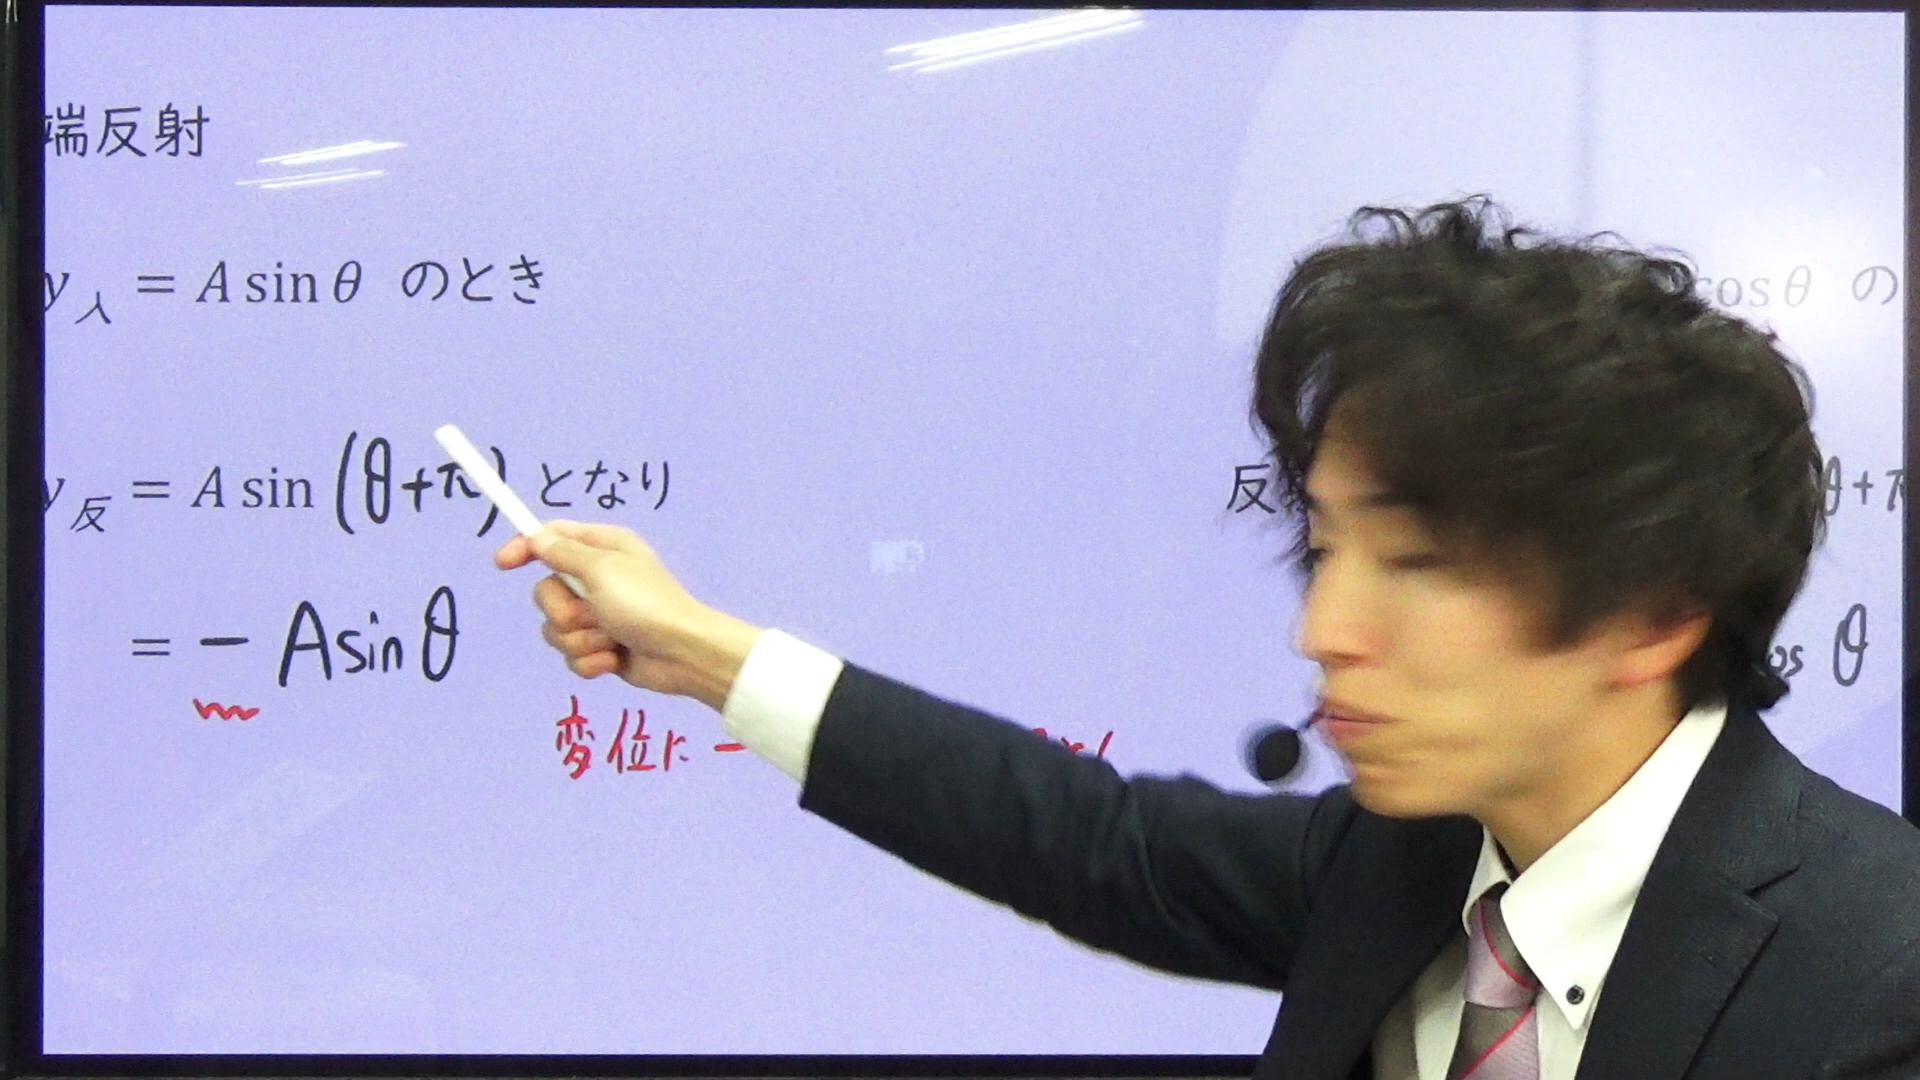 端反射
y入 = A sin θ のとき
cos θ の
y反 = A sin (θ+π) となり
反
θ+π
= − A sin θ
os θ
変位に −